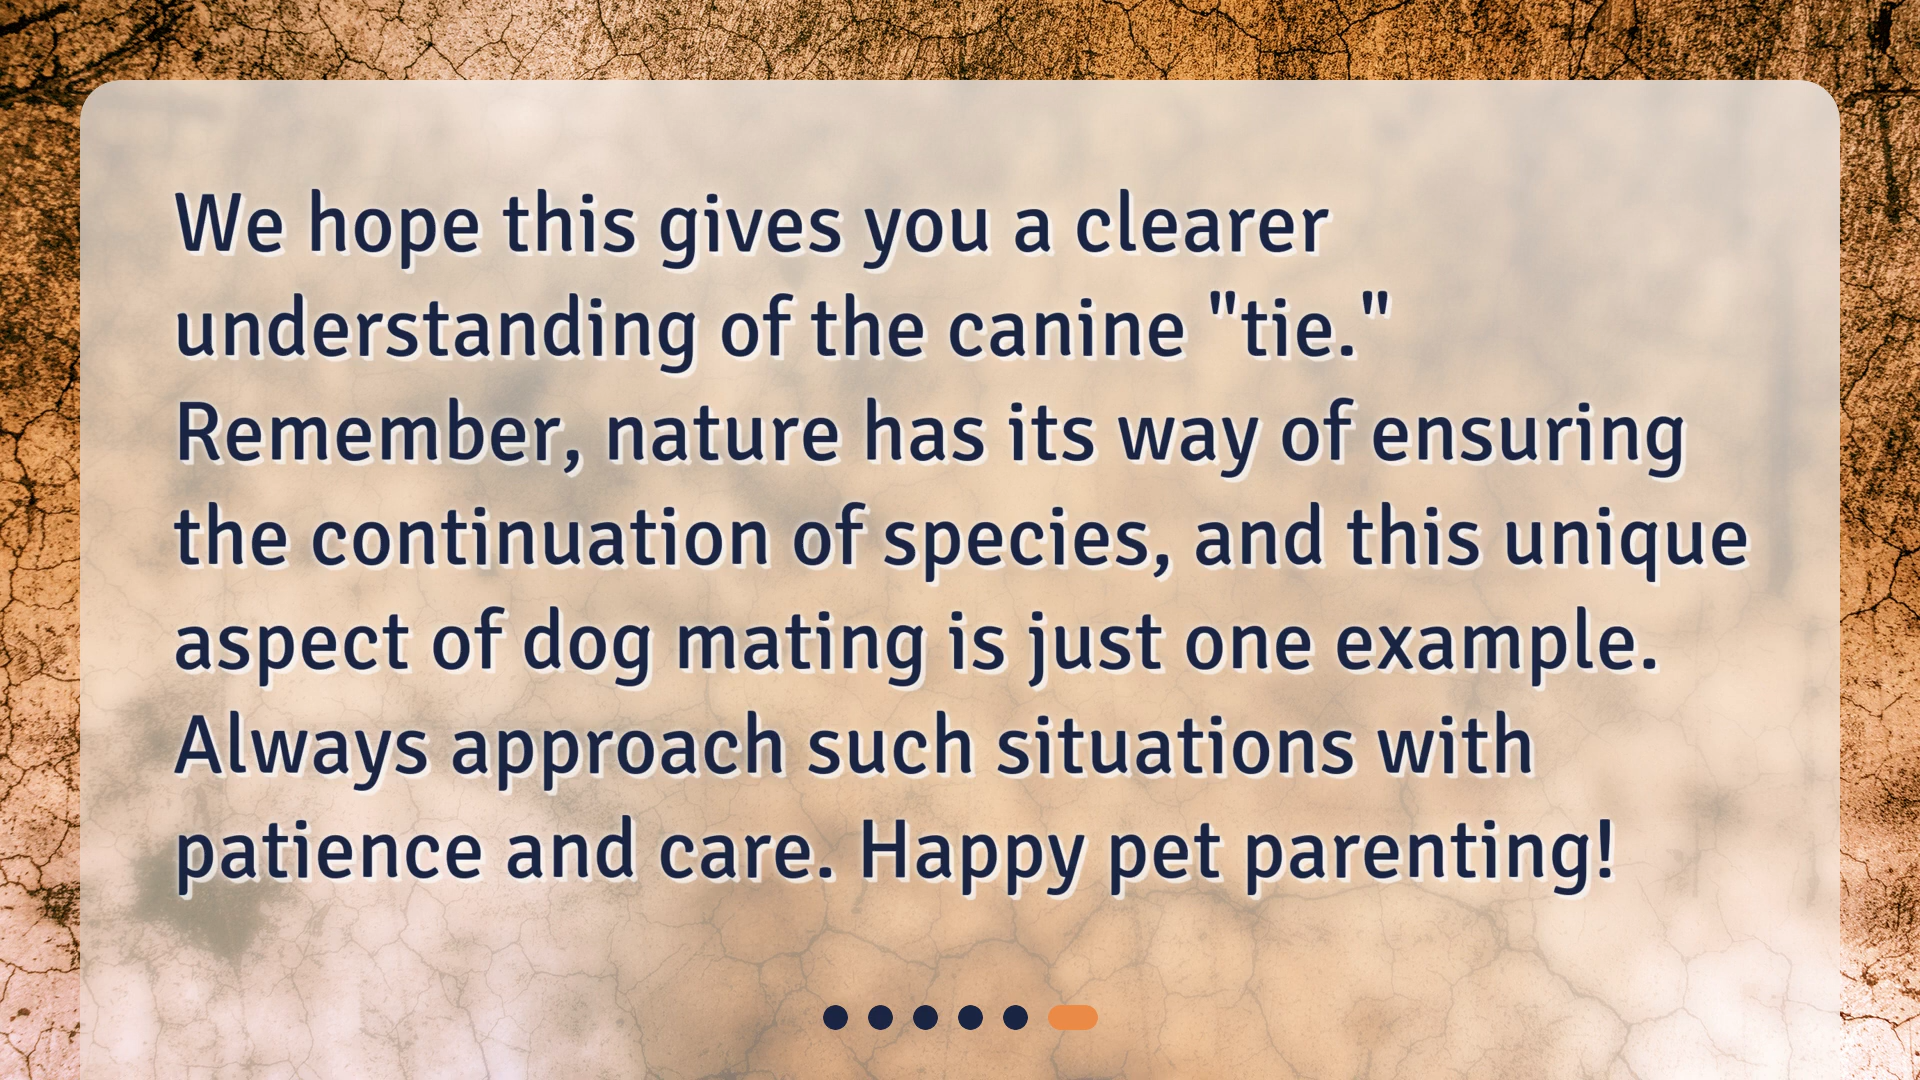 We hope this gives you a clearer
understanding of the canine "tie."
Remember, nature has its way of ensuring
the continuation of species, and this unique
aspect of dog mating is just one example.
Always approach such situations with
patience and care. Happy pet parenting!